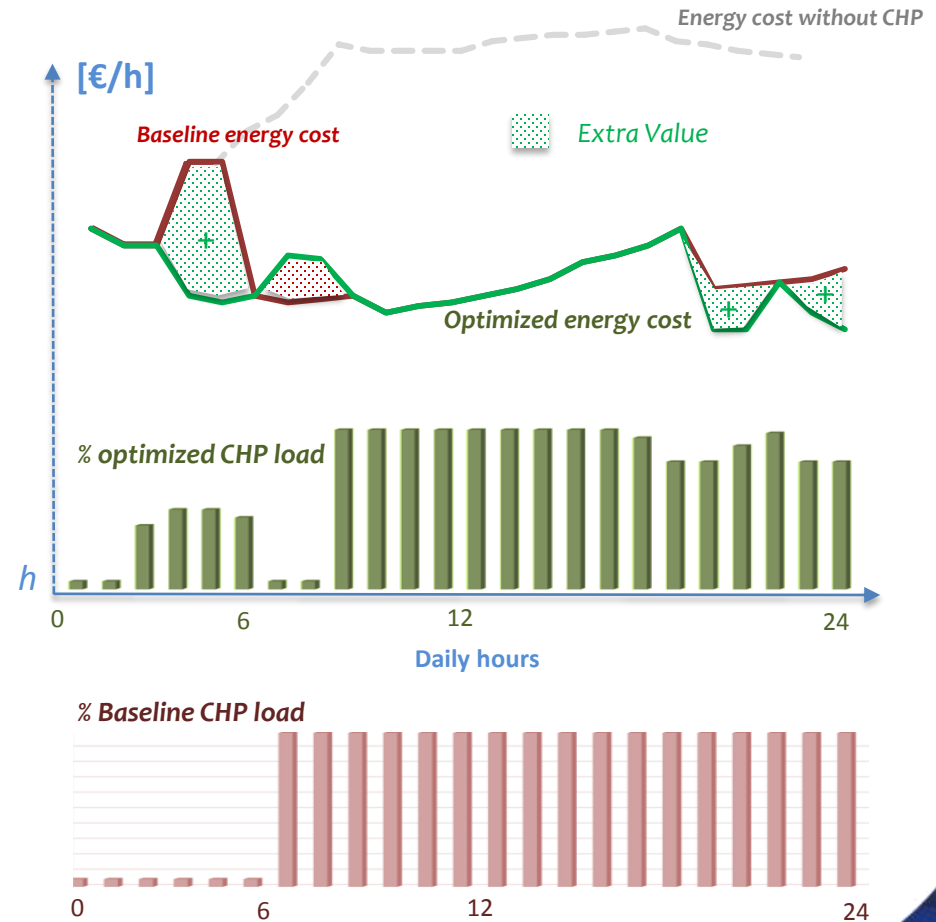 Energy cost without CHP
[€/h]
Baseline energy cost
Extra Value
+
+
+
Optimized energy cost
% optimized CHP load
h
0 6 12 24
Daily hours
% Baseline CHP load
0 6 12 24